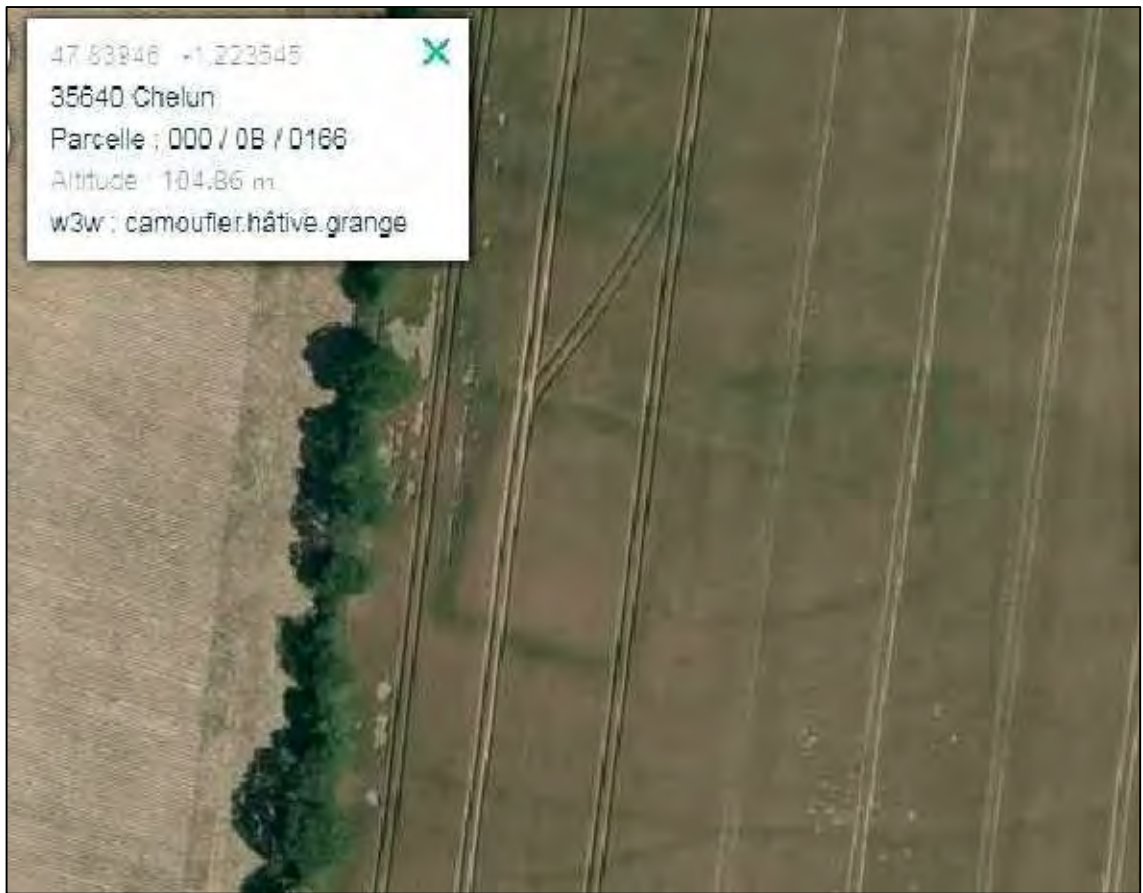 47.83946 -1.223545
35640 Chelun
Parcelle : 000 / 0B / 0166
Altitude : 104.86 m
w3w : camoufler.hâtive.grange